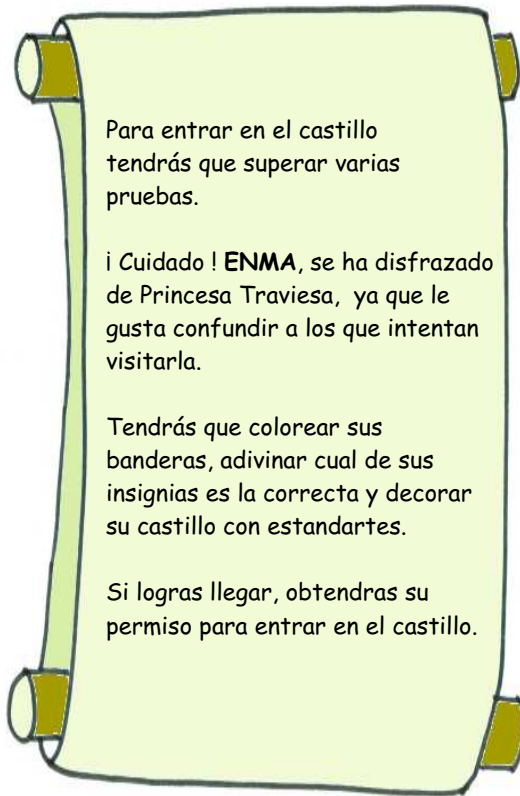 Para entrar en el castillo
tendrás que superar varias
pruebas.
¡ Cuidado ! ENMA, se ha disfrazado
de Princesa Traviesa, ya que le
gusta confundir a los que intentan
visitarla.
Tendrás que colorear sus
banderas, adivinar cual de sus
insignias es la correcta y decorar
su castillo con estandartes.
Si logras llegar, obtendras su
permiso para entrar en el castillo.